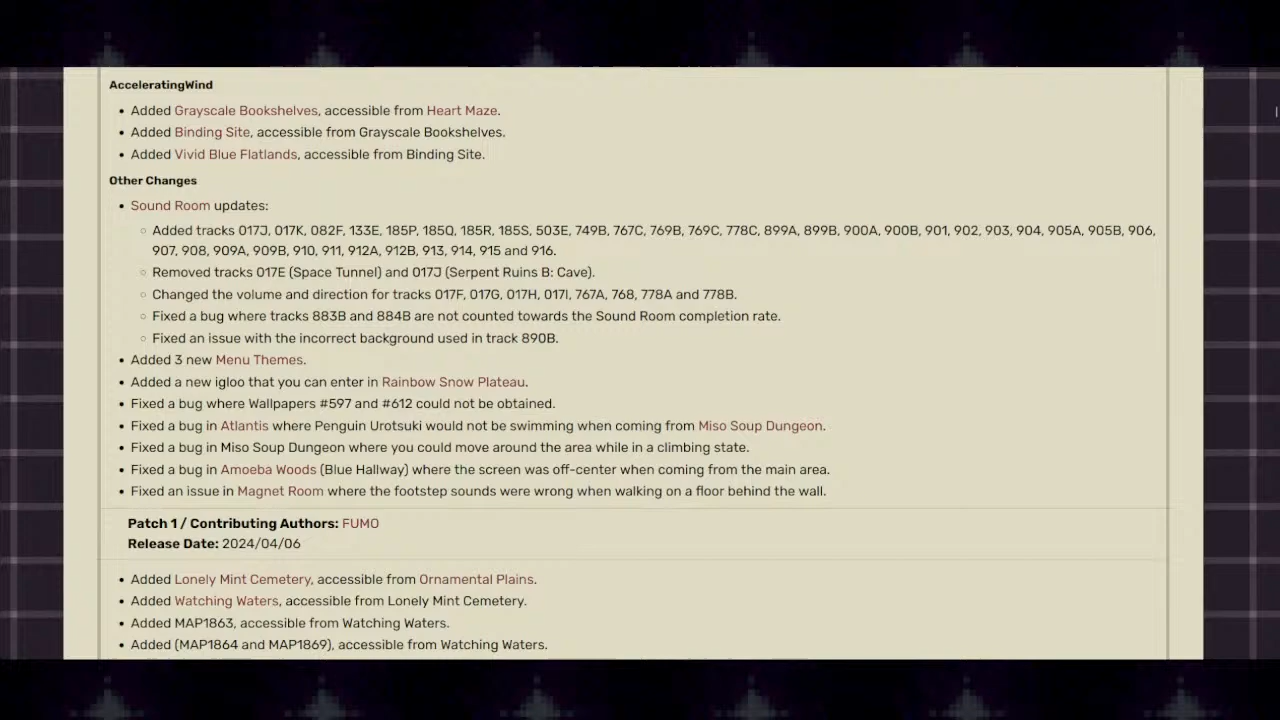 AcceleratingWind
Added Grayscale Bookshelves, accessible from Heart Maze.
Added Binding Site, accessible from Grayscale Bookshelves.
Added Vivid Blue Flatlands, accessible from Binding Site.
Other Changes
Sound Room updates:
Added tracks 017J, 017K, 082F, 133E, 185P, 185Q, 185R, 185S, 503E, 749B, 767C, 769B, 769C, 778C, 899A, 899B, 900A, 900B, 901, 902, 903, 904, 905A, 905B, 906,
907, 908, 909A, 909B, 910, 911, 912A, 912B, 913, 914, 915 and 916.
Removed tracks 017E (Space Tunnel) and 017J (Serpent Ruins B: Cave).
Changed the volume and direction for tracks 017F, 017G, 017H, 017I, 767A, 768, 778A and 778B.
Fixed a bug where tracks 883B and 884B are not counted towards the Sound Room completion rate.
Fixed an issue with the incorrect background used in track 890B.
Added 3 new Menu Themes.
Added a new igloo that you can enter in Rainbow Snow Plateau.
Fixed a bug where Wallpapers #597 and #612 could not be obtained.
Fixed a bug in Atlantis where Penguin Urotsuki would not be swimming when coming from Miso Soup Dungeon.
Fixed a bug in Miso Soup Dungeon where you could move around the area while in a climbing state.
Fixed a bug in Amoeba Woods (Blue Hallway) where the screen was off-center when coming from the main area.
Fixed an issue in Magnet Room where the footstep sounds were wrong when walking on a floor behind the wall.
Patch 1 / Contributing Authors: FUMO
Release Date: 2024/04/06
Added Lonely Mint Cemetery, accessible from Ornamental Plains.
Added Watching Waters, accessible from Lonely Mint Cemetery.
Added MAP1863, accessible from Watching Waters.
Added (MAP1864 and MAP1869), accessible from Watching Waters.